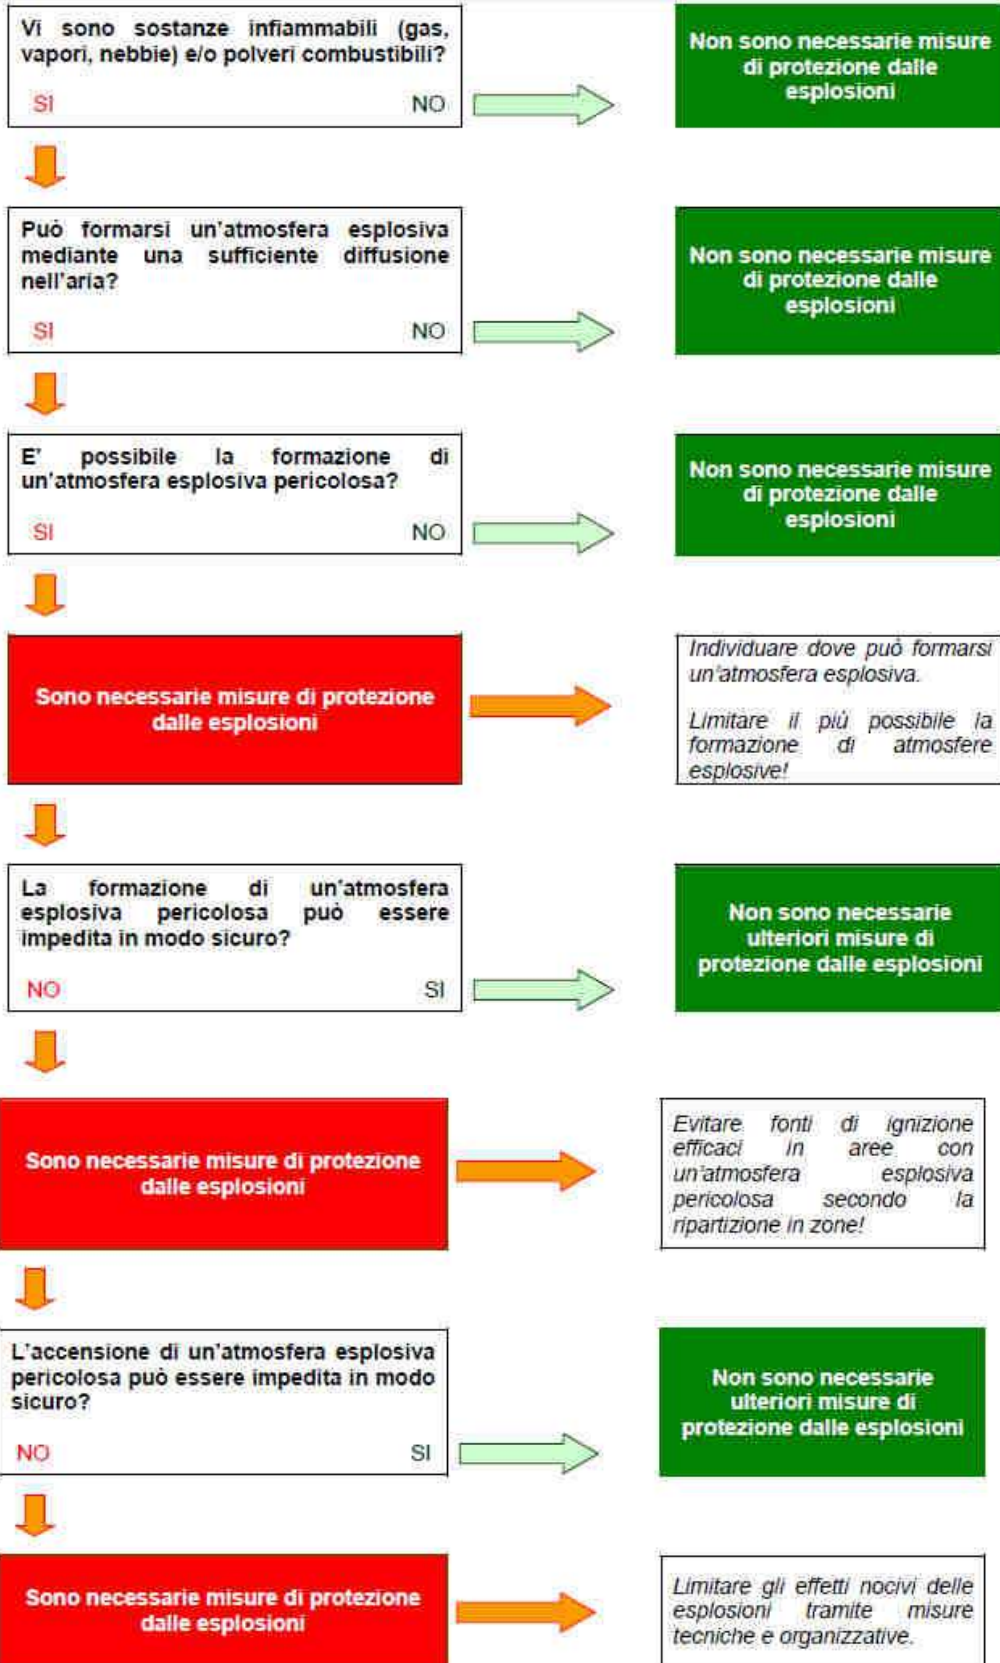 Vi sono sostanze infiammabili (gas,
vapori, nebbie) e/o polveri combustibili?
SI NO
Non sono necessarie misure
di protezione dalle
esplosioni
Può formarsi un'atmosfera esplosiva
mediante una sufficiente diffusione
nell'aria?
SI NO
Non sono necessarie misure
di protezione dalle
esplosioni
E' possibile la formazione di
un'atmosfera esplosiva pericolosa?
SI NO
Non sono necessarie misure
di protezione dalle
esplosioni
Sono necessarie misure di protezione
dalle esplosioni
Individuare dove può formarsi
un'atmosfera esplosiva.
Limitare il più possibile la
formazione di atmosfere
esplosive!
La formazione di un'atmosfera
esplosiva pericolosa può essere
impedita in modo sicuro?
NO SI
Non sono necessarie
ulteriori misure di
protezione dalle esplosioni
Sono necessarie misure di protezione
dalle esplosioni
Evitare fonti di ignizione
efficaci in aree con
un'atmosfera esplosiva
pericolosa secondo la
ripartizione in zone!
L'accensione di un'atmosfera esplosiva
pericolosa può essere impedita in modo
sicuro?
NO SI
Non sono necessarie
ulteriori misure di
protezione dalle esplosioni
Sono necessarie misure di protezione
dalle esplosioni
Limitare gli effetti nocivi delle
esplosioni tramite misure
tecniche e organizzative.